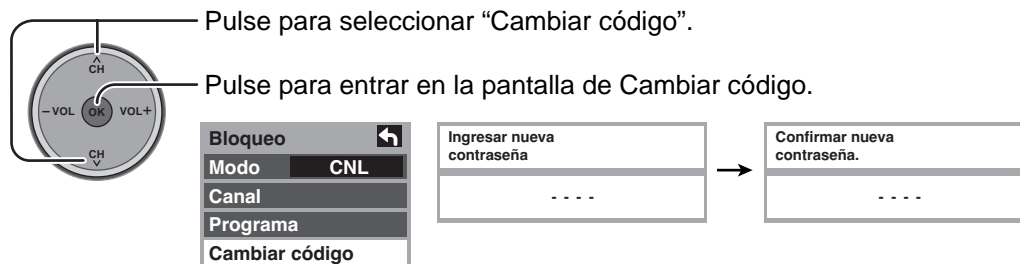 Pulse para seleccionar “Cambiar código”.
Pulse para entrar en la pantalla de Cambiar código.
CH
– VOL OK VOL+
CH
Bloqueo
Modo CNL
Canal
Programa
Cambiar código
Ingresar nueva
contraseña
- - - -
Confirmar nueva
contraseña.
- - - -